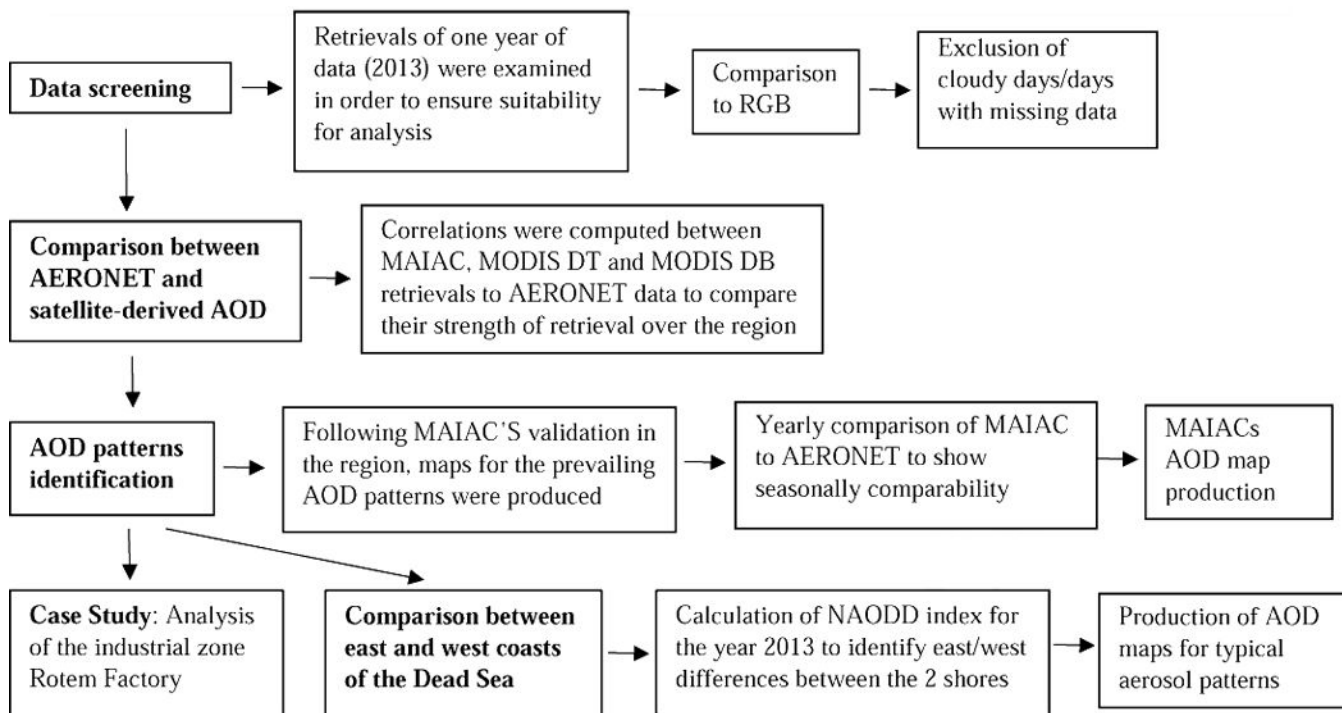 Data screening
Retrievals of one year of
data (2013) were examined
in order to ensure suitability
for analysis
Comparison
to RGB
Exclusion of
cloudy days/days
with missing data
Comparison between
AERONET and
satellite-derived AOD
Correlations were computed between
MAIAC, MODIS DT and MODIS DB
retrievals to AERONET data to compare
their strength of retrieval over the region
AOD patterns
identification
Following MAIAC’S validation in
the region, maps for the prevailing
AOD patterns were produced
Yearly comparison of MAIAC
to AERONET to show
seasonally comparability
MAIACs
AOD map
production
Case Study: Analysis
of the industrial zone
Rotem Factory
Comparison between
east and west coasts
of the Dead Sea
Calculation of NAODD index for
the year 2013 to identify east/west
differences between the 2 shores
Production of AOD
maps for typical
aerosol patterns